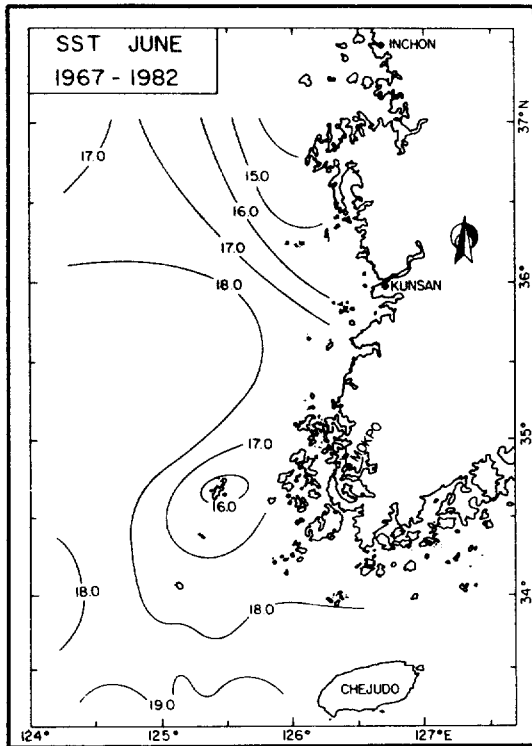 SST JUNE
1967 - 1982
INCHON
37°N
17.0
15.0
16.0
17.0
18.0
36°
KUNSAN
35°
17.0
MOKPO
16.0
18.0
18.0
34°
CHEJUDO
19.0
124°
125°
126°
127°E